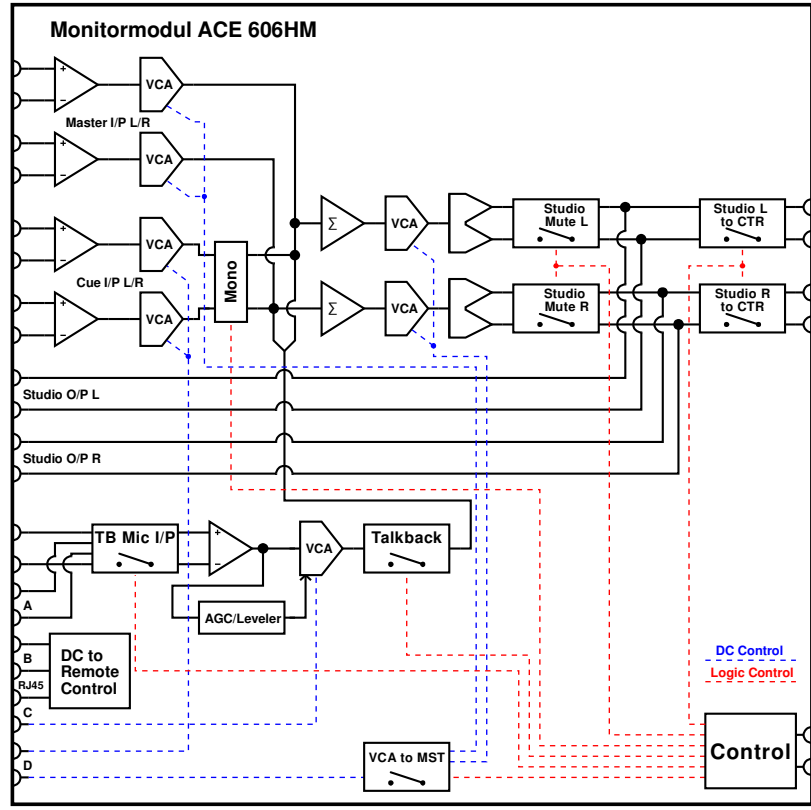 Monitormodul ACE 606HM
+
−
VCA
Master I/P L/R
+
−
VCA
+
−
VCA
Cue I/P L/R
+
−
VCA
Mono
Σ
VCA
Studio
Mute L
Studio L
to CTR
Σ
VCA
Studio
Mute R
Studio R
to CTR
Studio O/P L
Studio O/P R
TB Mic I/P
+
−
VCA
Talkback
A
AGC/Leveler
B
RJ45
C
D
DC to
Remote
Control
DC Control
Logic Control
VCA to MST
Control